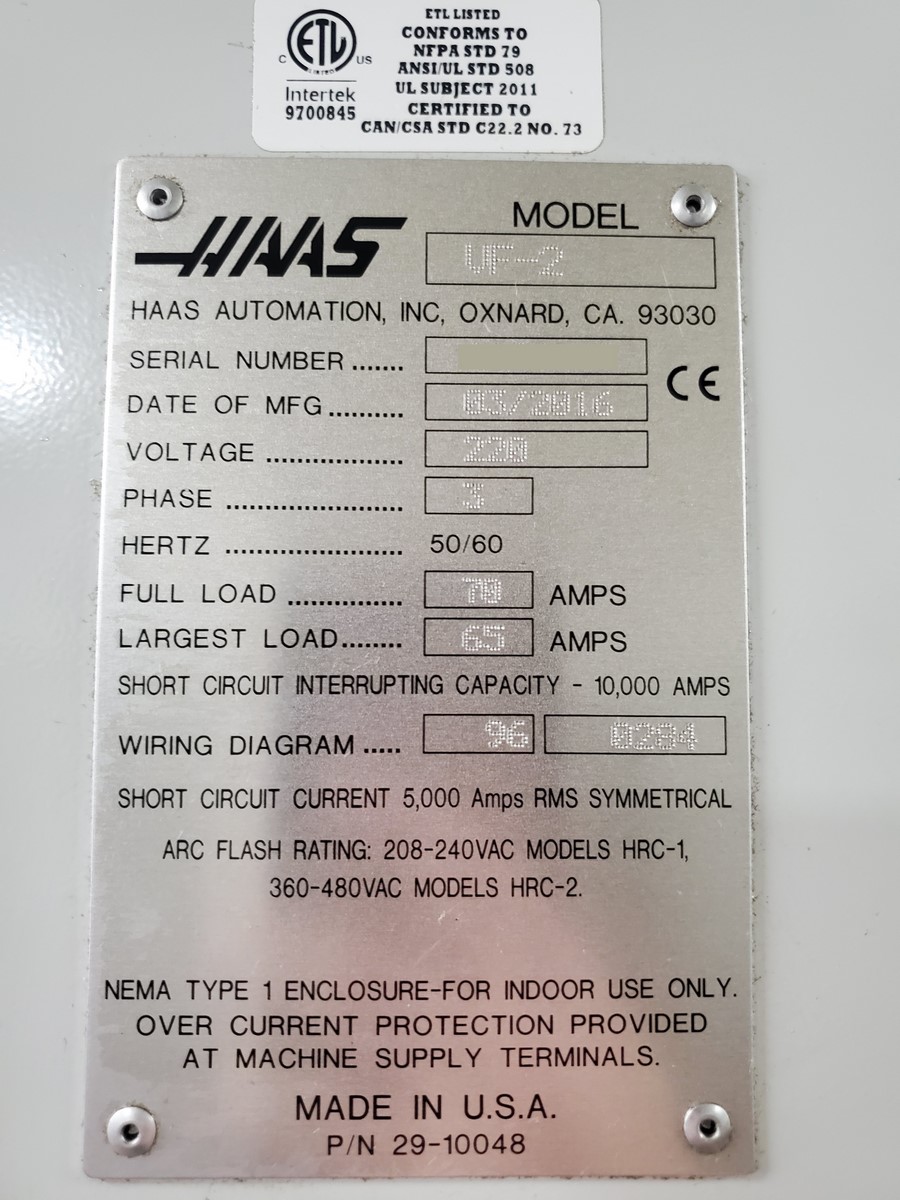 ETL LISTED
CONFORMS TO
NFPA STD 79
ANSI/UL STD 508
UL SUBJECT 2011
CERTIFIED TO
CAN/CSA STD C22.2 NO. 73
C ETL US
LISTED
Intertek
9700845
HAAS
MODEL
VF-2
HAAS AUTOMATION, INC, OXNARD, CA. 93030
SERIAL NUMBER .......
CE
DATE OF MFG.......... 03/2016
VOLTAGE .................. 220
PHASE ....................... 3
HERTZ ....................... 50/60
FULL LOAD ............... 70 AMPS
LARGEST LOAD........ 65 AMPS
SHORT CIRCUIT INTERRUPTING CAPACITY - 10,000 AMPS
WIRING DIAGRAM ..... 96 0284
SHORT CIRCUIT CURRENT 5,000 Amps RMS SYMMETRICAL
ARC FLASH RATING: 208-240VAC MODELS HRC-1,
360-480VAC MODELS HRC-2.
NEMA TYPE 1 ENCLOSURE-FOR INDOOR USE ONLY.
OVER CURRENT PROTECTION PROVIDED
AT MACHINE SUPPLY TERMINALS.
MADE IN U.S.A.
P/N 29-10048